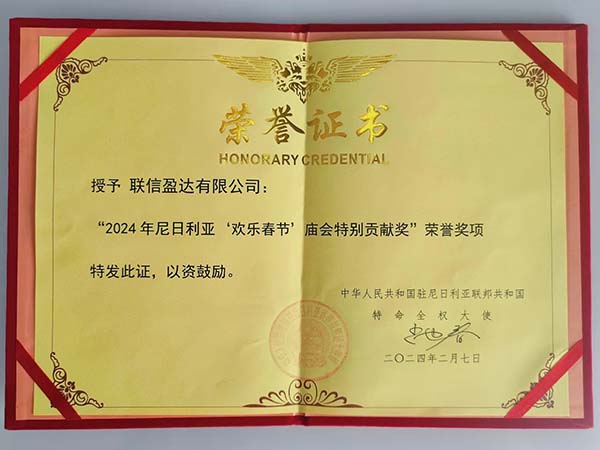 荣誉证书
HONORARY CREDENTIAL
授予 联信盈达有限公司：
“2024 年尼日利亚‘欢乐春节’庙会特别贡献奖”荣誉奖项
特发此证，以资鼓励。
中华人民共和国驻尼日利亚联邦共和国
特命全权大使
二〇二四年二月七日